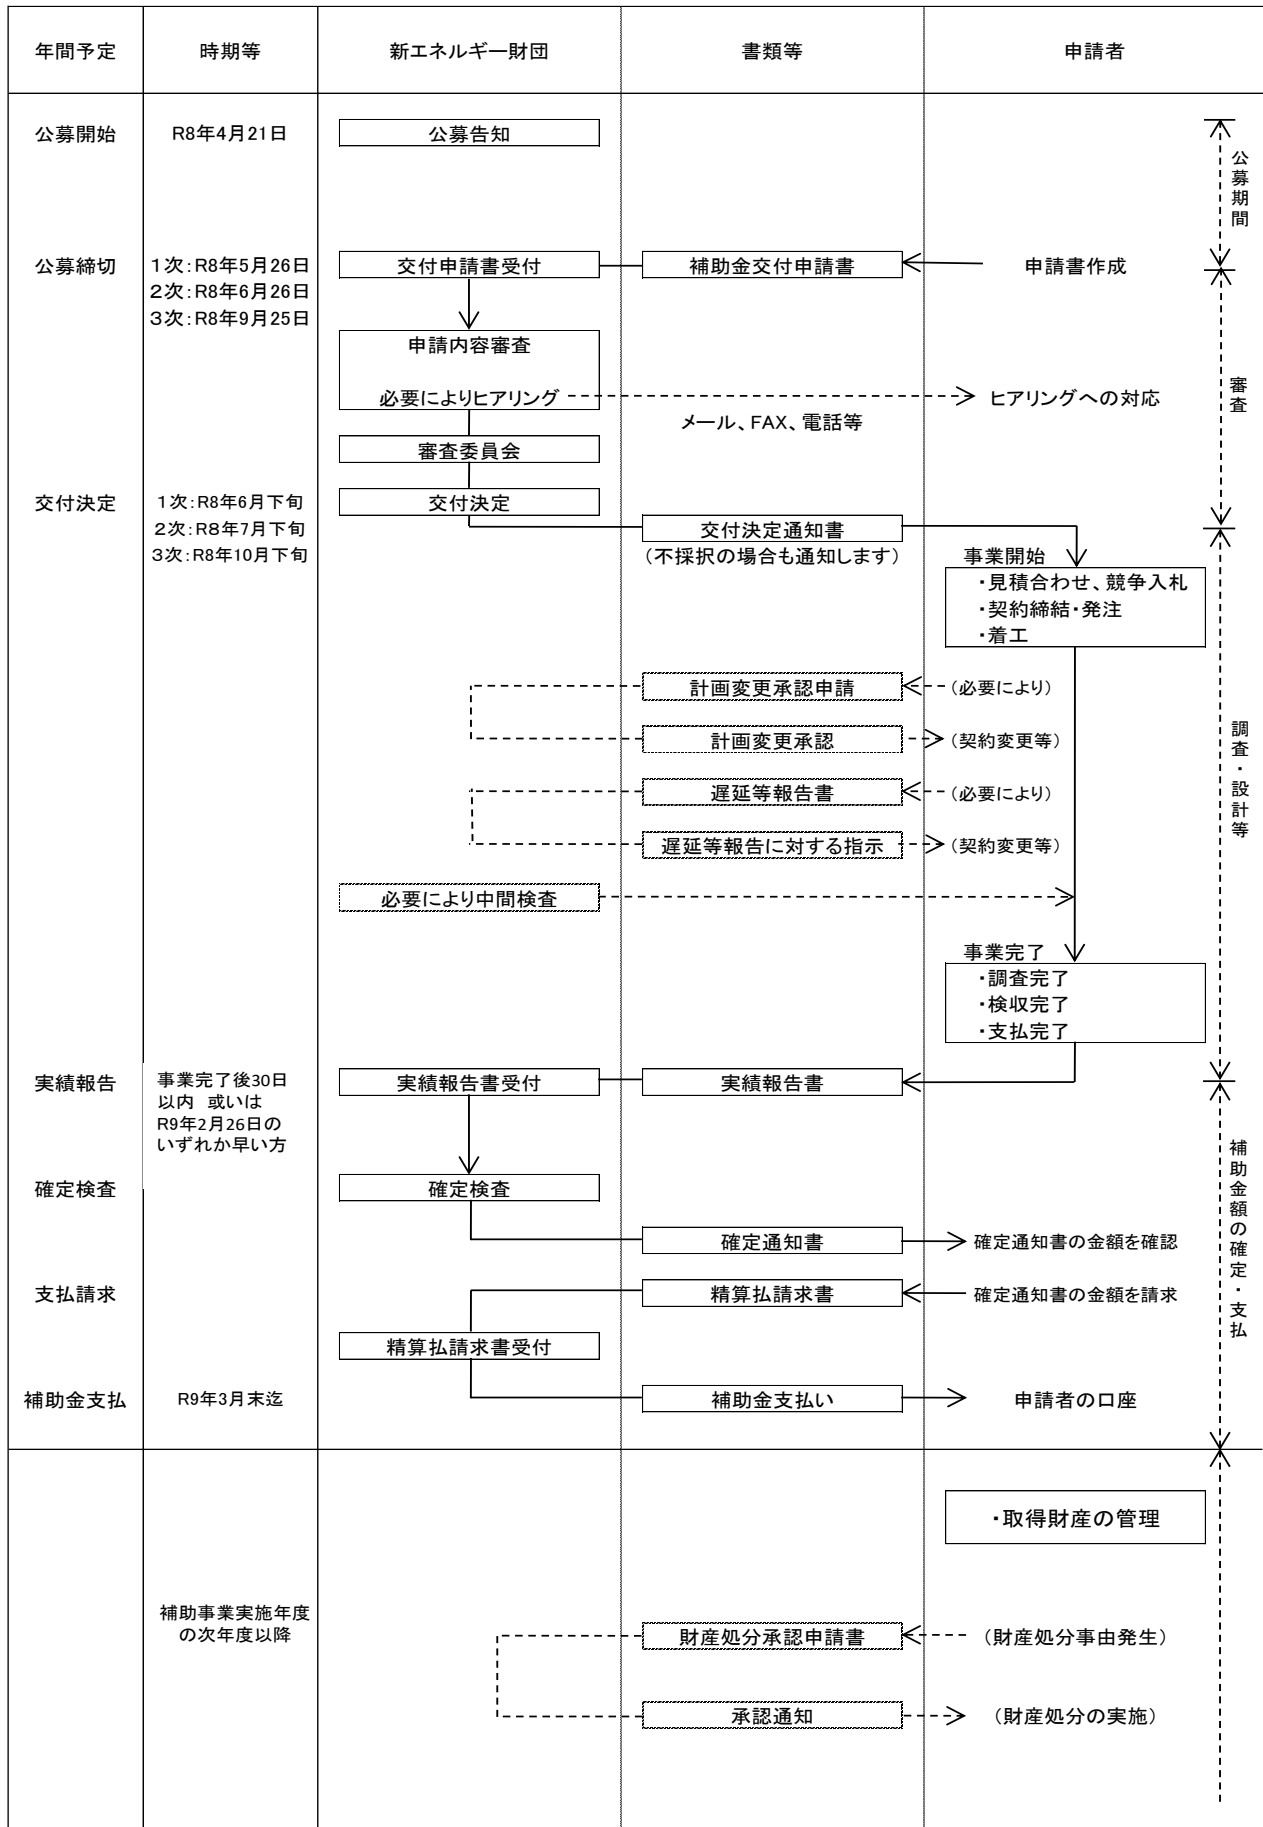 年間予定
時期等
新エネルギー財団
書類等
申請者
公募開始
R8年4月21日
公募告知
公募期間
公募締切
1次:R8年5月26日
2次:R8年6月26日
3次:R8年9月25日
交付申請書受付
補助金交付申請書
申請書作成
申請内容審査
必要によりヒアリング
メール、FAX、電話等
ヒアリングへの対応
審査
審査委員会
交付決定
1次:R8年6月下旬
2次:R8年7月下旬
3次:R8年10月下旬
交付決定
交付決定通知書
(不採択の場合も通知します)
事業開始
・見積合わせ、競争入札
・契約締結・発注
・着工
計画変更承認申請
(必要により)
計画変更承認
(契約変更等)
遅延等報告書
(必要により)
遅延等報告に対する指示
(契約変更等)
調査・設計等
必要により中間検査
事業完了
・調査完了
・検収完了
・支払完了
実績報告
事業完了後30日
以内 或いは
R9年2月26日の
いずれか早い方
実績報告書受付
実績報告書
確定検査
確定検査
確定通知書
確定通知書の金額を確認
補助金額の確定・支払
支払請求
精算払請求書
確定通知書の金額を請求
精算払請求書受付
補助金支払
R9年3月末迄
補助金支払い
申請者の口座
・取得財産の管理
補助事業実施年度
の次年度以降
財産処分承認申請書
(財産処分事由発生)
承認通知
(財産処分の実施)